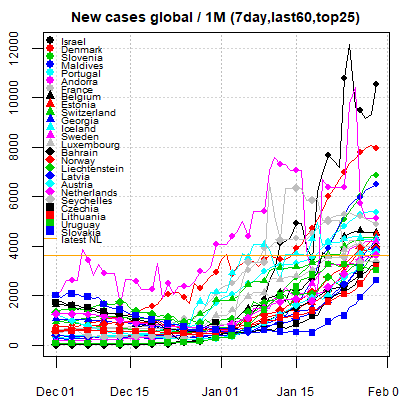 New cases global / 1M (7day,last60,top25)
Israel
Denmark
Slovenia
Maldives
Portugal
Andorra
France
Belgium
Estonia
Switzerland
Georgia
Iceland
Sweden
Luxembourg
Bahrain
Norway
Liechtenstein
Latvia
Austria
Netherlands
Seychelles
Czechia
Lithuania
Uruguay
Slovakia
latest NL
12000
10000
8000
6000
4000
2000
0
Dec 01 Dec 15 Jan 01 Jan 15 Feb 0